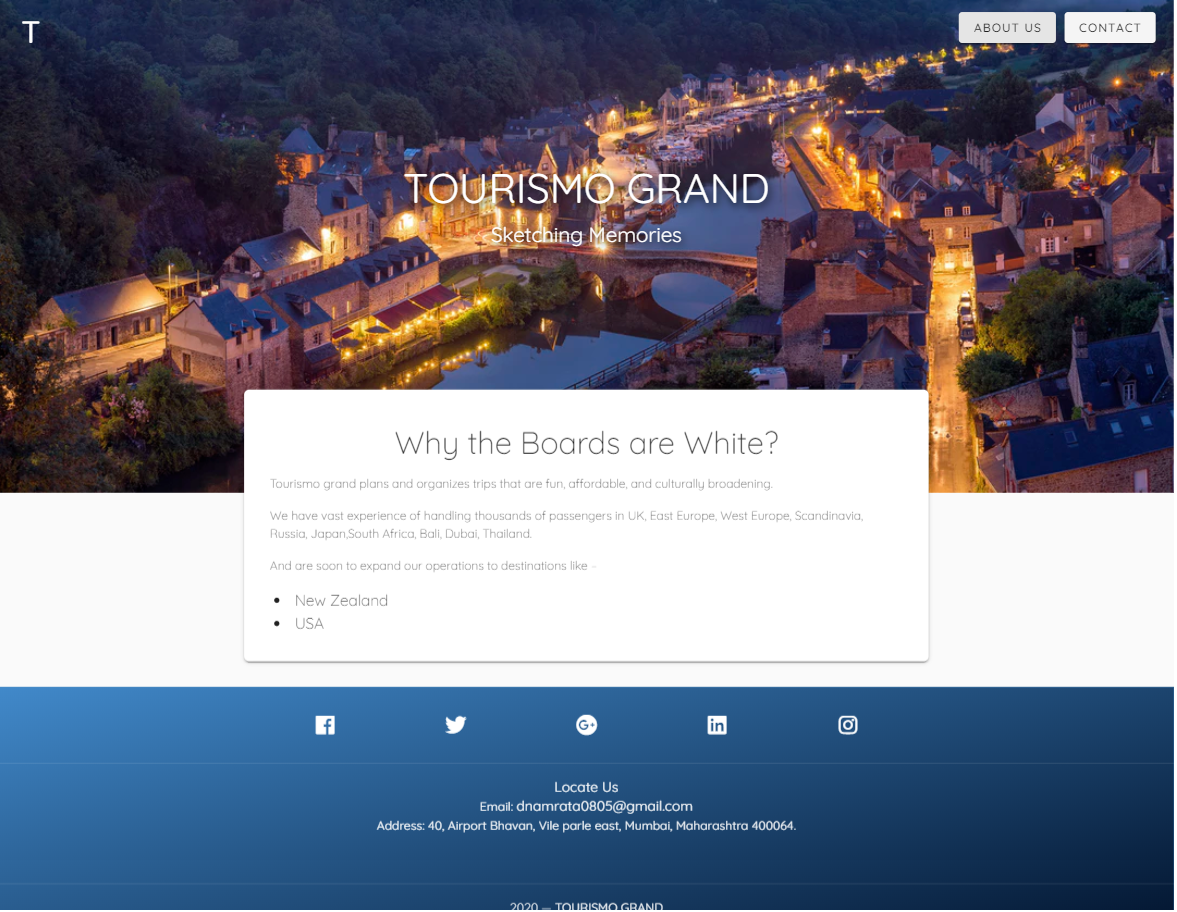 T
ABOUT US
CONTACT
TOURISMO GRAND
Sketching Memories
Why the Boards are White?
Tourismo grand plans and organizes trips that are fun, affordable, and culturally broadening.
We have vast experience of handling thousands of passengers in UK, East Europe, West Europe, Scandinavia,
Russia, Japan,South Africa, Bali, Dubai, Thailand.
And are soon to expand our operations to destinations like -
• New Zealand
• USA
Locate Us
Email: dnamrata0805@gmail.com
Address: 40, Airport Bhavan, Vile parle east, Mumbai, Maharashtra 400064.
2020 — TOURISMO GRAND